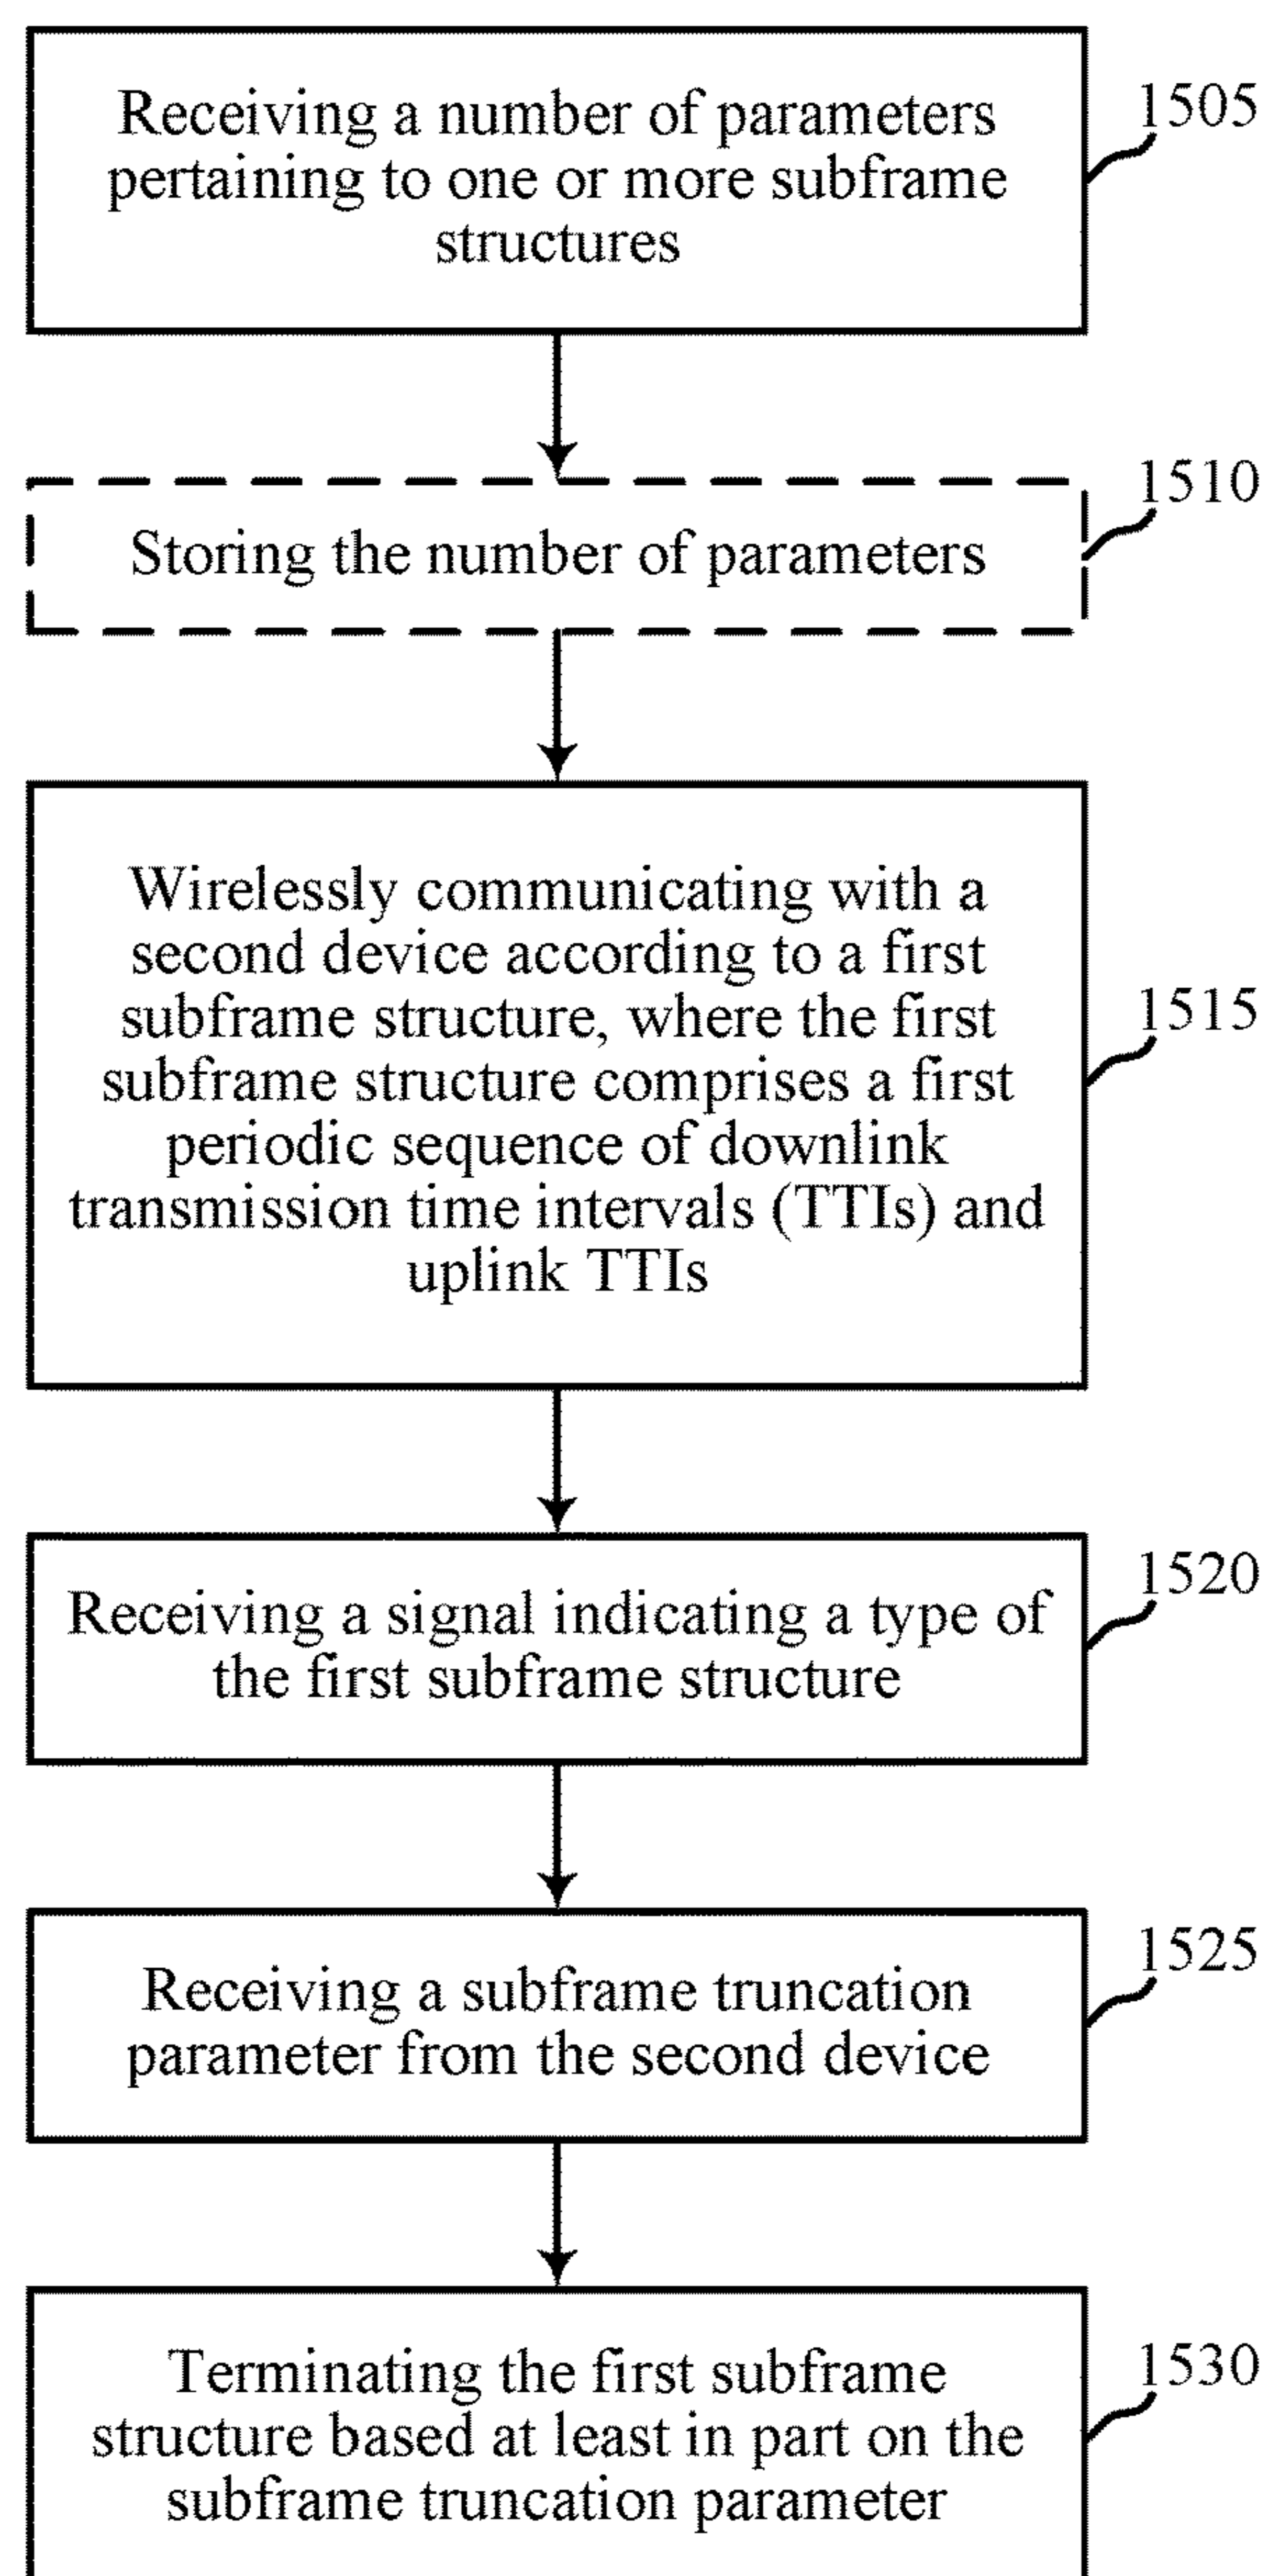 Receiving a number of parameters
pertaining to one or more subframe
structures
1505
Storing the number of parameters
1510
Wirelessly communicating with a
second device according to a first
subframe structure, where the first
subframe structure comprises a first
periodic sequence of downlink
transmission time intervals (TTIs) and
uplink TTIs
1515
Receiving a signal indicating a type of
the first subframe structure
1520
Receiving a subframe truncation
parameter from the second device
1525
Terminating the first subframe
structure based at least in part on the
subframe truncation parameter
1530